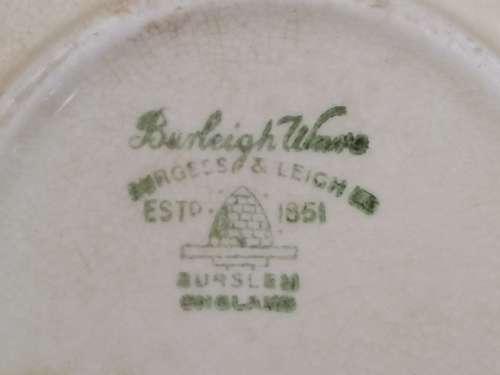 Burleigh Ware
BURGESS & LEIGH LTD
ESTD 1851
BURSLEM
ENGLAND